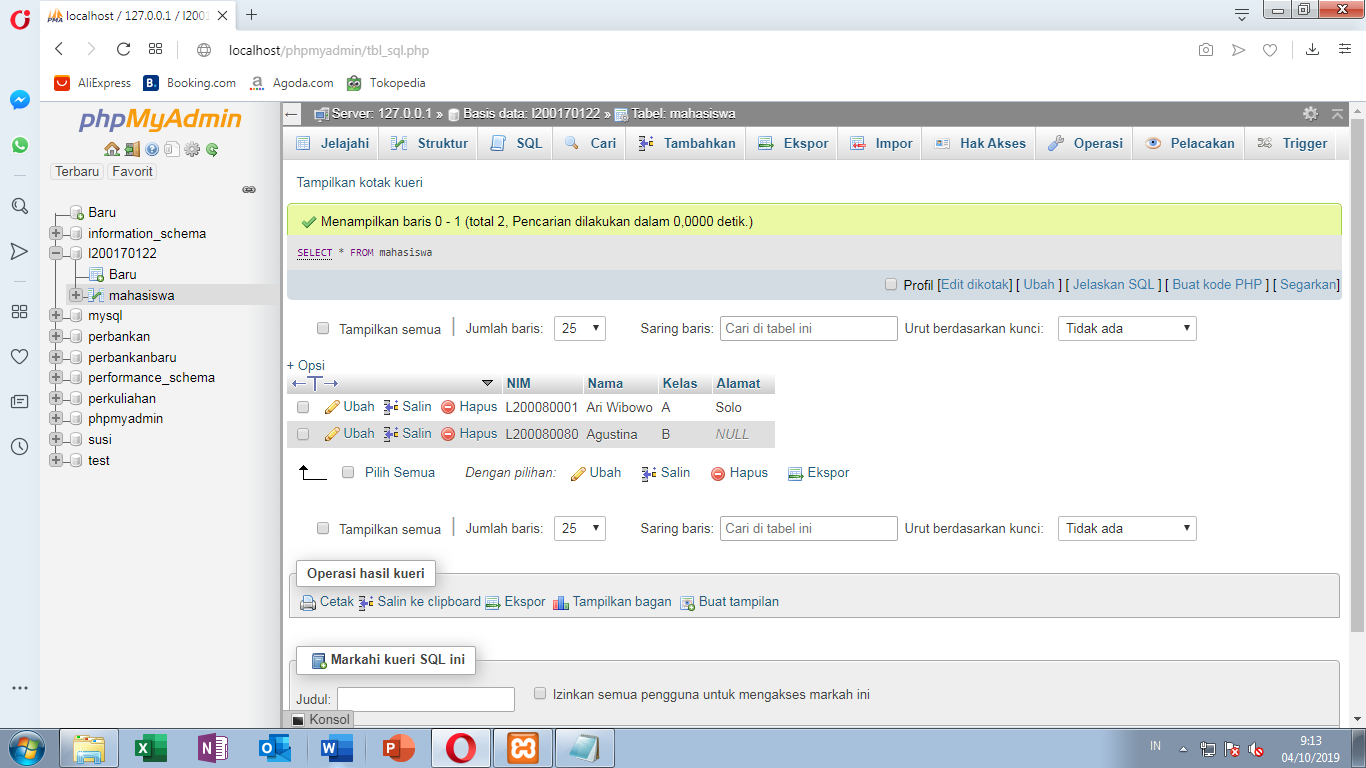 localhost / 127.0.0.1 / l2001
localhost/phpmyadmin/tbl_sql.php
AliExpress Booking.com Agoda.com Tokopedia
phpMyAdmin
Terbaru Favorit
Baru
information_schema
l200170122
Baru
mahasiswa
mysql
perbankan
perbankanbaru
performance_schema
perkuliahan
phpmyadmin
susi
test
Server: 127.0.0.1 » Basis data: l200170122 » Tabel: mahasiswa
Jelajahi Struktur SQL Cari Tambahkan Ekspor Impor Hak Akses Operasi Pelacakan Trigger
Tampilkan kotak kueri
Menampilkan baris 0 - 1 (total 2, Pencarian dilakukan dalam 0,0000 detik.)
SELECT * FROM mahasiswa
Profil [Edit dikotak] [ Ubah ] [ Jelaskan SQL ] [ Buat kode PHP ] [ Segarkan]
Tampilkan semua Jumlah baris: 25 Saring baris: Cari di tabel ini Urut berdasarkan kunci: Tidak ada
+ Opsi
NIM Nama Kelas Alamat
Ubah Salin Hapus L200080001 Ari Wibowo A Solo
Ubah Salin Hapus L200080080 Agustina B NULL
Pilih Semua Dengan pilihan: Ubah Salin Hapus Ekspor
Tampilkan semua Jumlah baris: 25 Saring baris: Cari di tabel ini Urut berdasarkan kunci: Tidak ada
Operasi hasil kueri
Cetak Salin ke clipboard Ekspor Tampilkan bagan Buat tampilan
Markahi kueri SQL ini
Judul: Izinkan semua pengguna untuk mengakses markah ini
Konsol
IN 9:13
04/10/2019